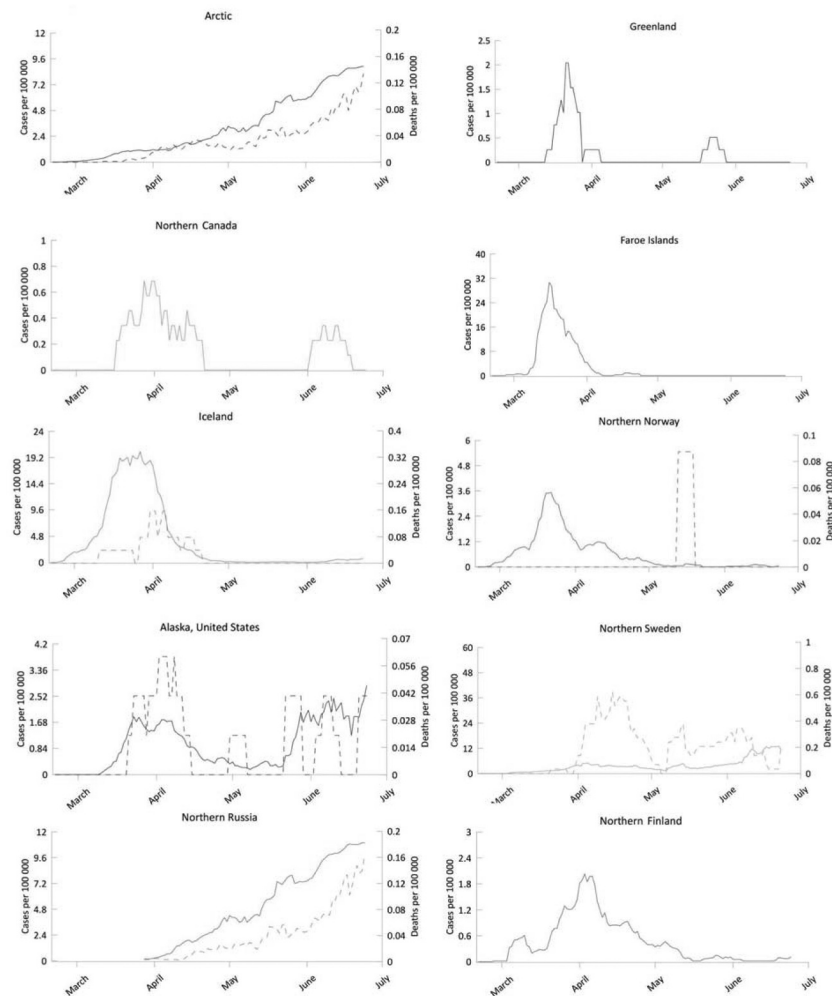 Arctic
12
9.6
7.2
4.8
2.4
0
Cases per 100 000
0.2
0.16
0.12
0.08
0.04
0
Deaths per 100 000
March
April
May
June
July
Greenland
2.5
2
1.5
1
0.5
0
Cases per 100 000
March
April
May
June
July
Northern Canada
1
0.8
0.6
0.4
0.2
0
Cases per 100 000
March
April
May
June
July
Faroe Islands
40
32
24
16
8
0
Cases per 100 000
March
April
May
June
July
Iceland
24
19.2
14.4
9.6
4.8
0
Cases per 100 000
0.4
0.32
0.24
0.16
0.08
0
Deaths per 100 000
March
April
May
June
July
Northern Norway
6
4.8
3.6
2.4
1.2
0
Cases per 100 000
0.1
0.08
0.06
0.04
0.02
0
Deaths per 100 000
March
April
May
June
July
Alaska, United States
4.2
3.36
2.52
1.68
0.84
0
Cases per 100 000
0.07
0.056
0.042
0.028
0.014
0
Deaths per 100 000
March
April
May
June
July
Northern Sweden
60
48
36
24
12
0
Cases per 100 000
1
0.8
0.6
0.4
0.2
0
Deaths per 100 000
March
April
May
June
July
Northern Russia
12
9.6
7.2
4.8
2.4
0
Cases per 100 000
0.2
0.16
0.12
0.08
0.04
0
Deaths per 100 000
March
April
May
June
July
Northern Finland
3
2.4
1.8
1.2
0.6
0
Cases per 100 000
March
April
May
June
July